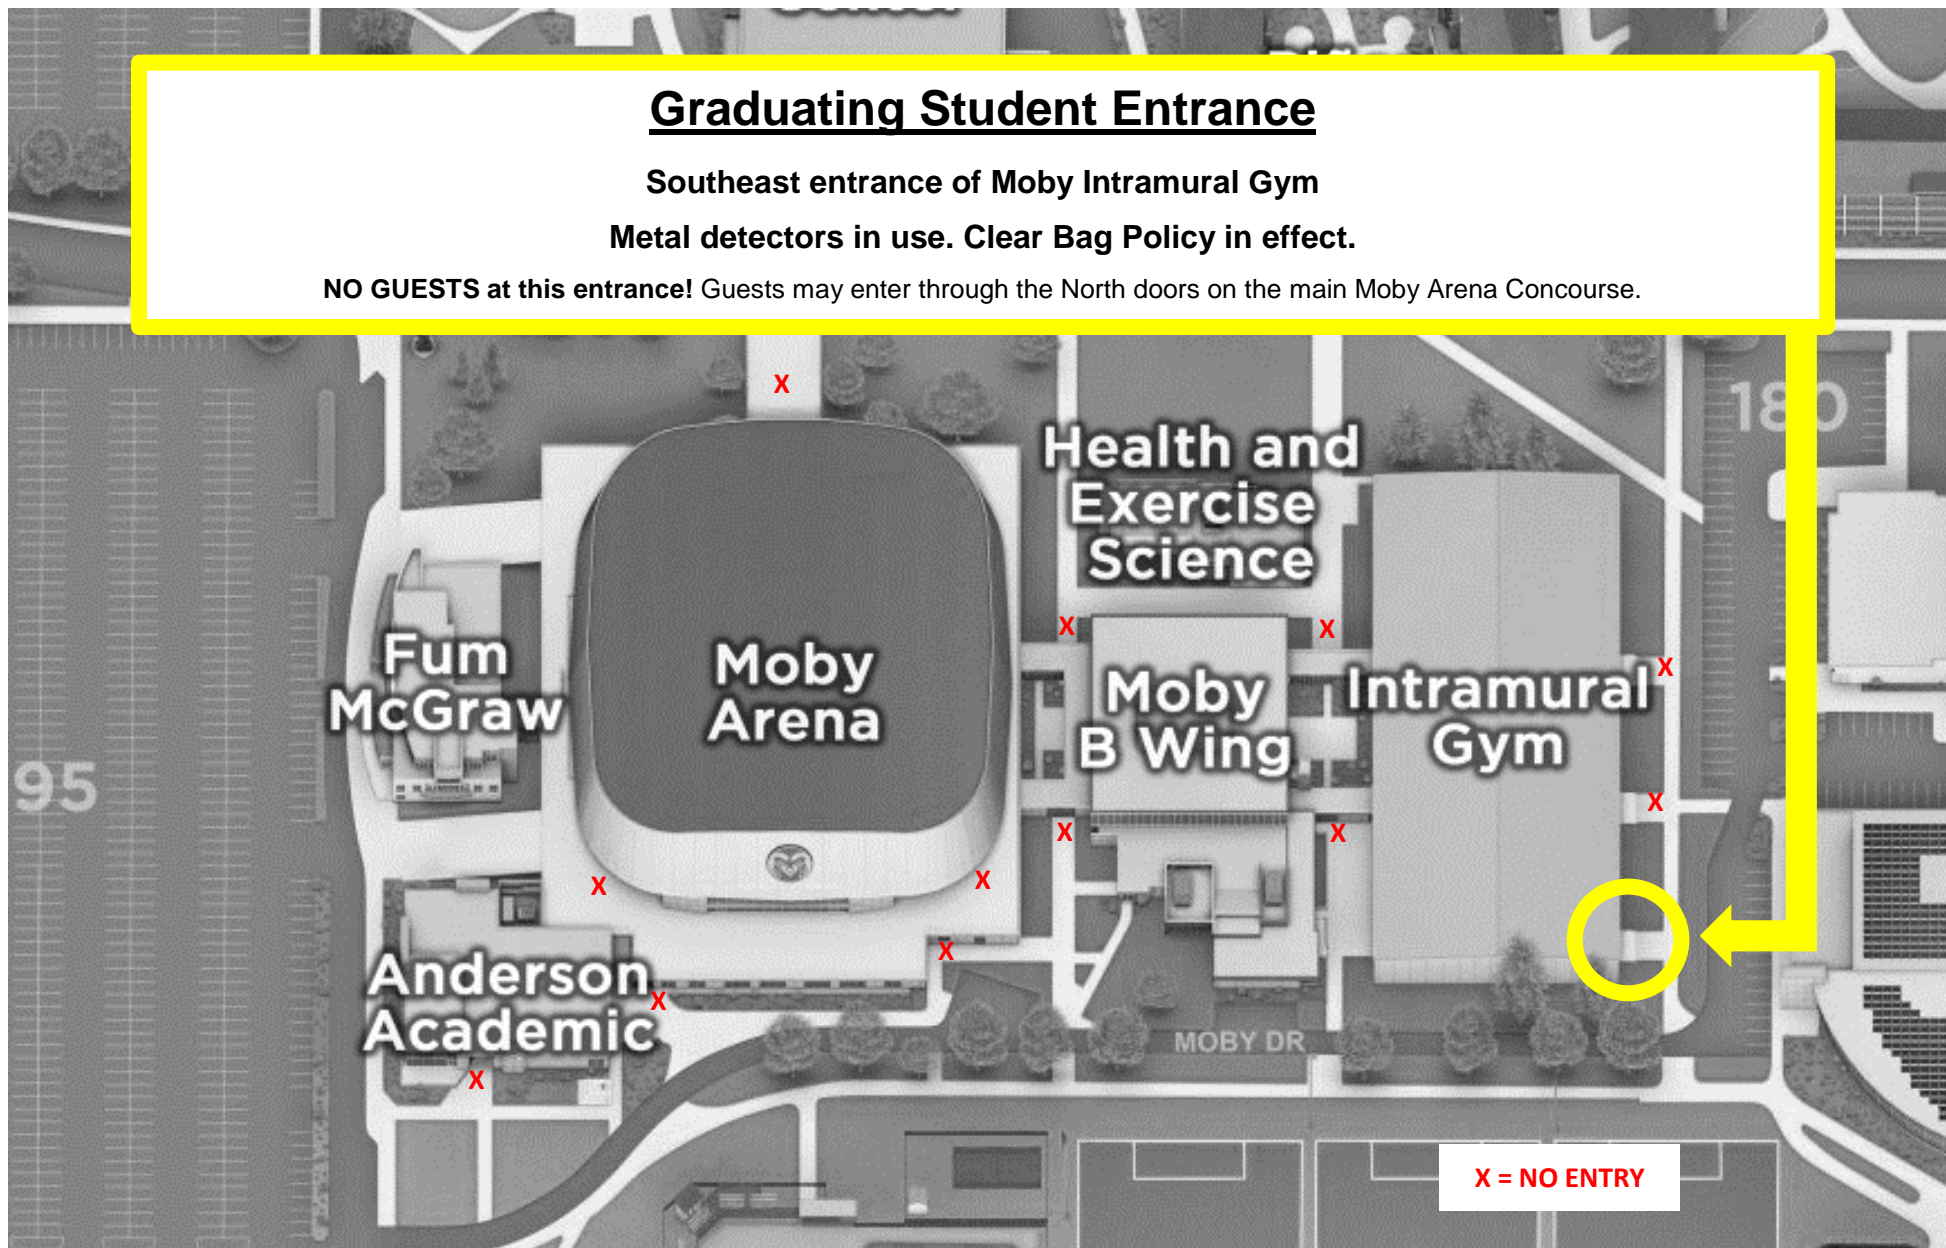 Center
Graduating Student Entrance
Southeast entrance of Moby Intramural Gym
Metal detectors in use. Clear Bag Policy in effect.
NO GUESTS at this entrance! Guests may enter through the North doors on the main Moby Arena Concourse.
X
180
Health and
Exercise
Science
X
X
Fum
McGraw
Moby
Arena
Moby
B Wing
Intramural
Gym
X
95
X
X
X
X
X
Anderson
Academic
X
X
MOBY DR
X
X = NO ENTRY